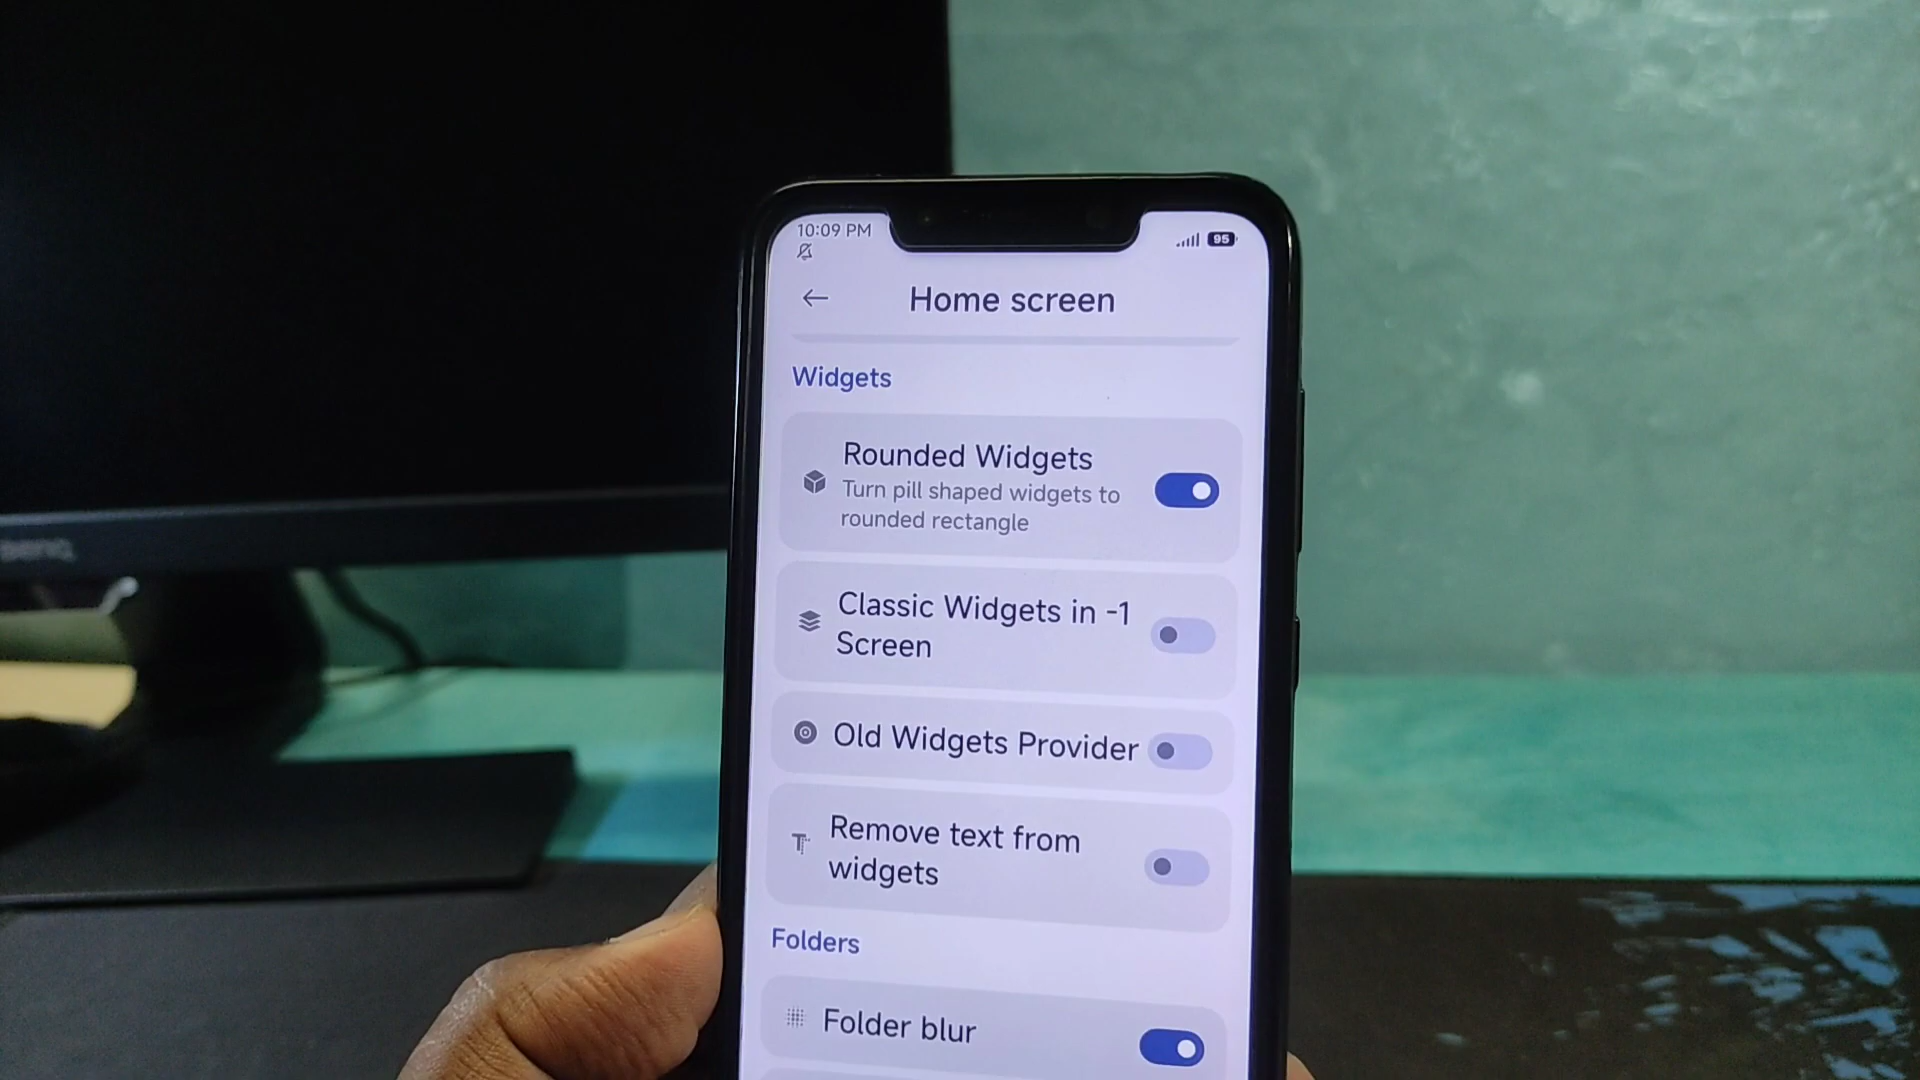 10:09 PM
95
Home screen
Widgets
Rounded Widgets
Turn pill shaped widgets to
rounded rectangle
Classic Widgets in -1
Screen
Old Widgets Provider
Remove text from
widgets
Folders
Folder blur
BenQ